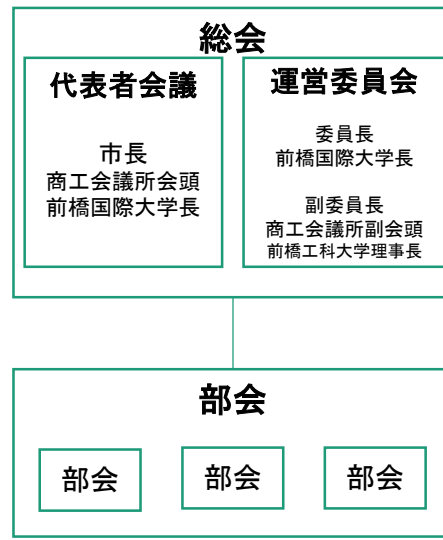 総会
代表者会議
市長
商工会議所会頭
前橋国際大学長
運営委員会
委員長
前橋国際大学長
副委員長
商工会議所副会頭
前橋工科大学理事長
部会
部会
部会
部会